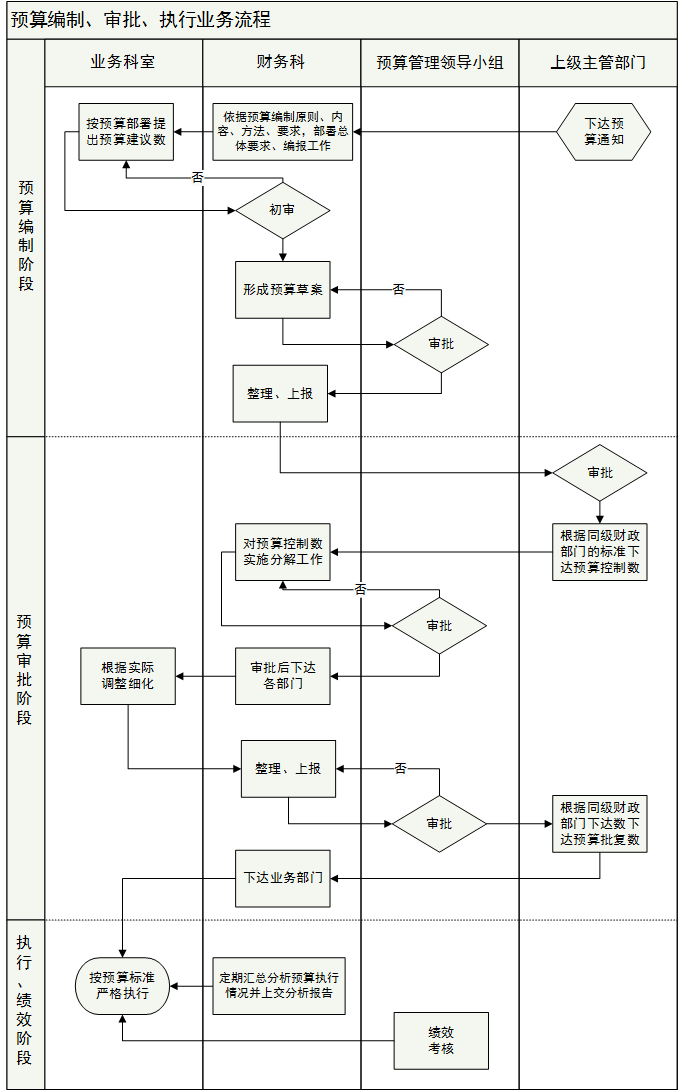 预算编制、审批、执行业务流程
业务科室
财务科
预算管理领导小组
上级主管部门
预算编制阶段
按预算部署提
出预算建议数
依据预算编制原则、内
容、方法、要求，部署总
体要求、编报工作
下达预
算通知
否
初审
形成预算草案
否
审批
整理、上报
预算审批阶段
审批
对预算控制数
实施分解工作
根据同级财政
部门的标准下
达预算控制数
否
审批
根据实际
调整细化
审批后下达
各部门
整理、上报
否
审批
根据同级财政
部门下达数下
达预算批复数
下达业务部门
执行、绩效阶段
按预算标准
严格执行
定期汇总分析预算执行
情况并上交分析报告
绩效
考核